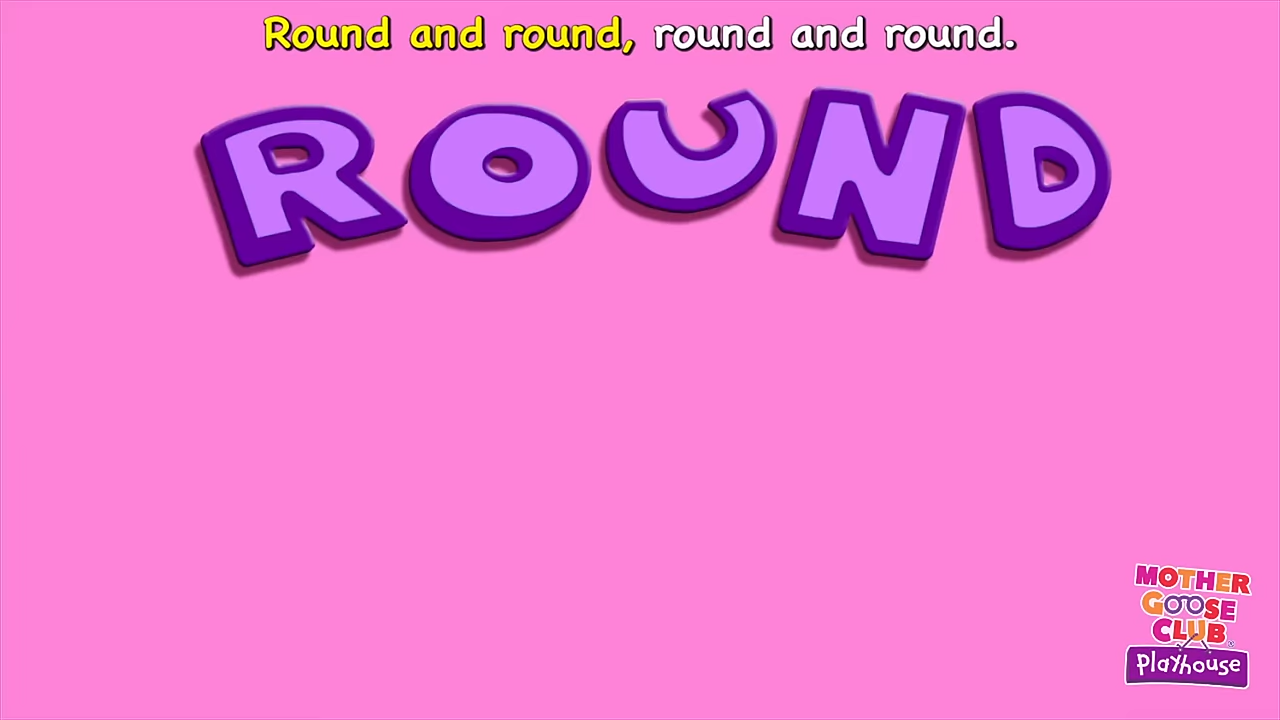 Round and round, round and round.
ROUND
MOTHER
GOOSE
CLUB
Playhouse